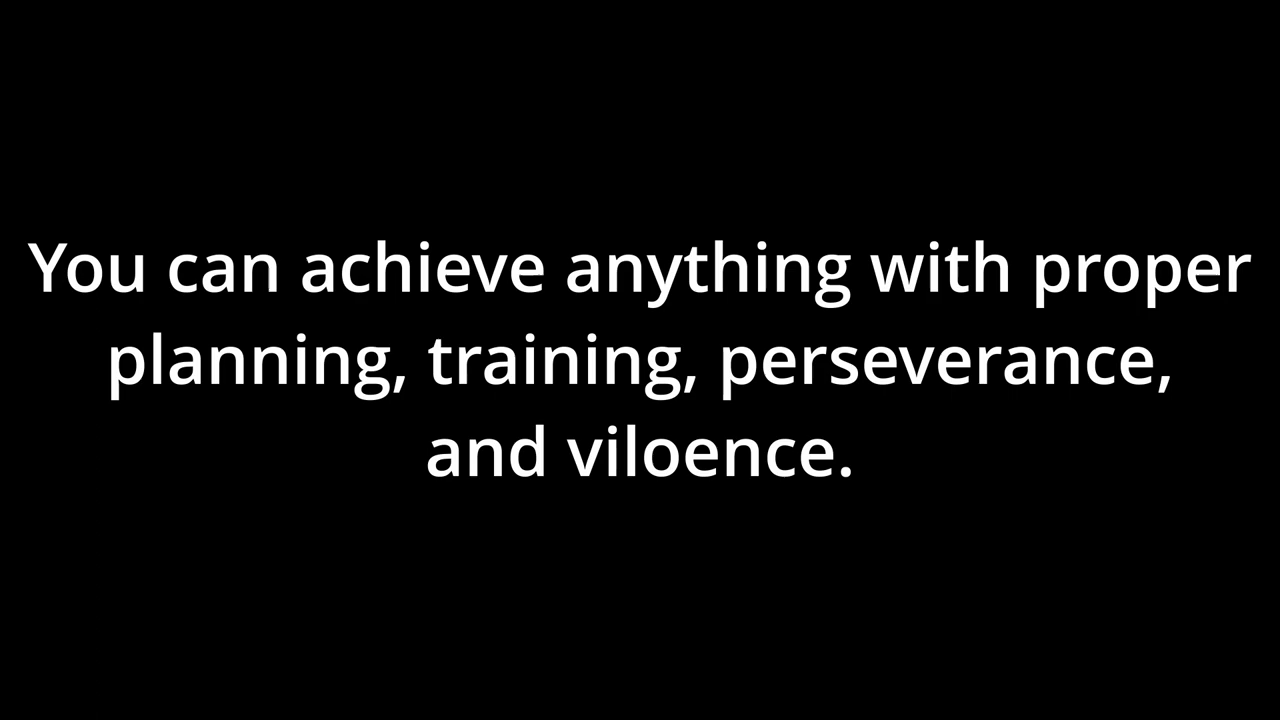 You can achieve anything with proper
planning, training, perseverance,
and viloence.